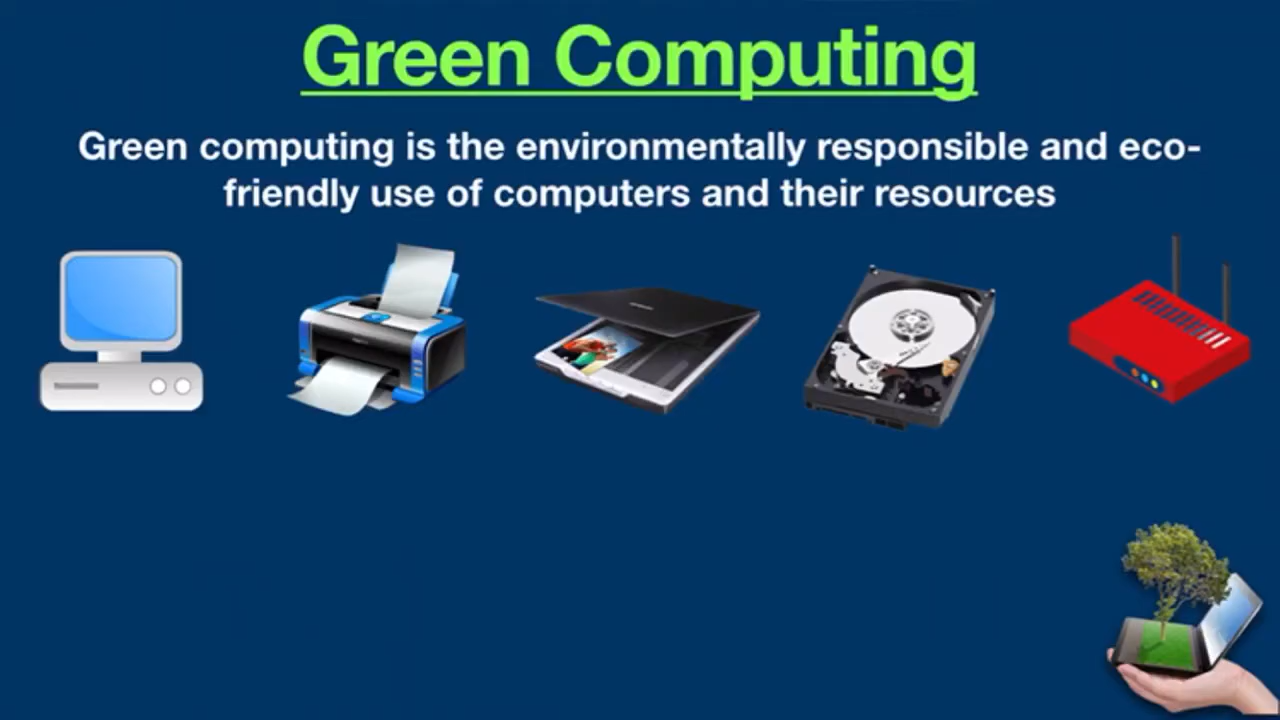 Green Computing
Green computing is the environmentally responsible and eco-
friendly use of computers and their resources